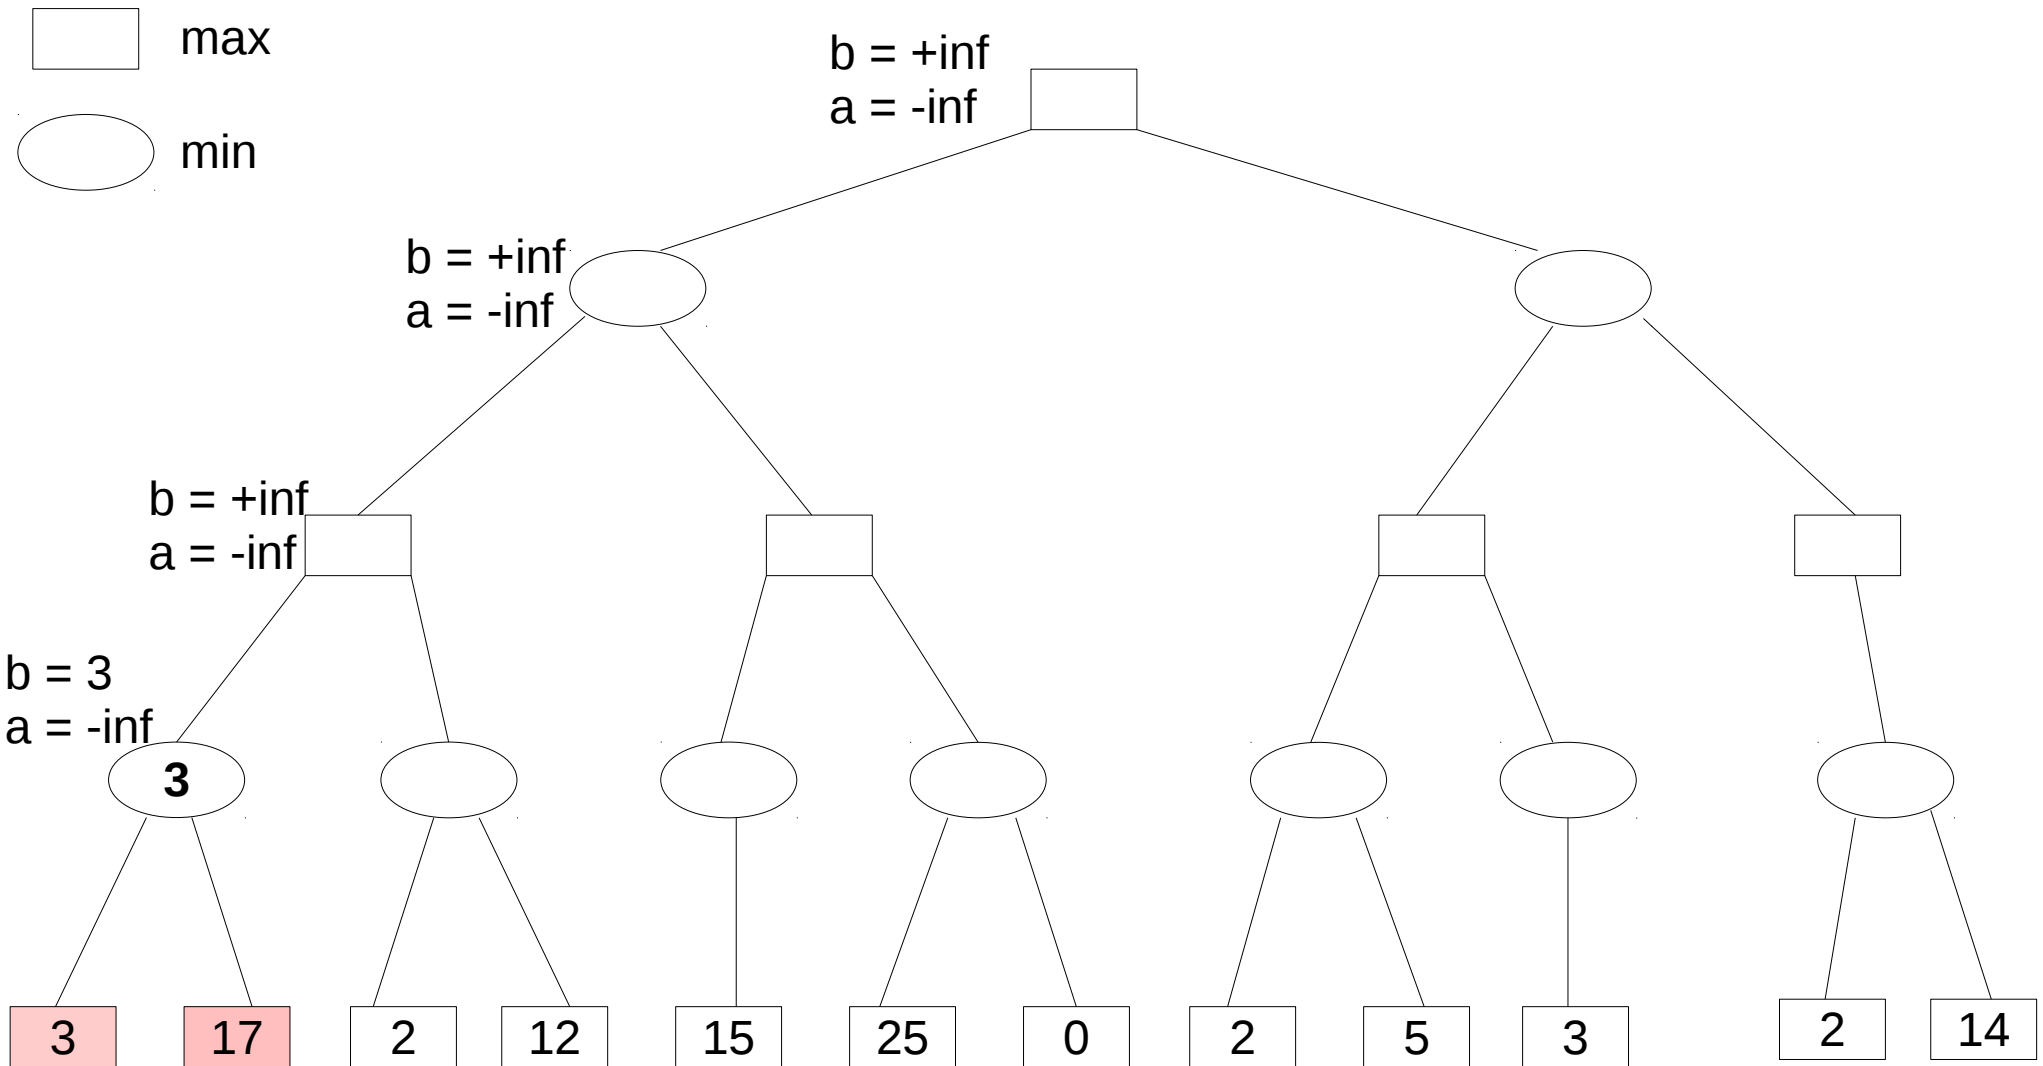 max
min
b = +inf
a = -inf
b = +inf
a = -inf
b = +inf
a = -inf
b = 3
a = -inf
3
3 17 2 12 15 25 0 2 5 3 2 14